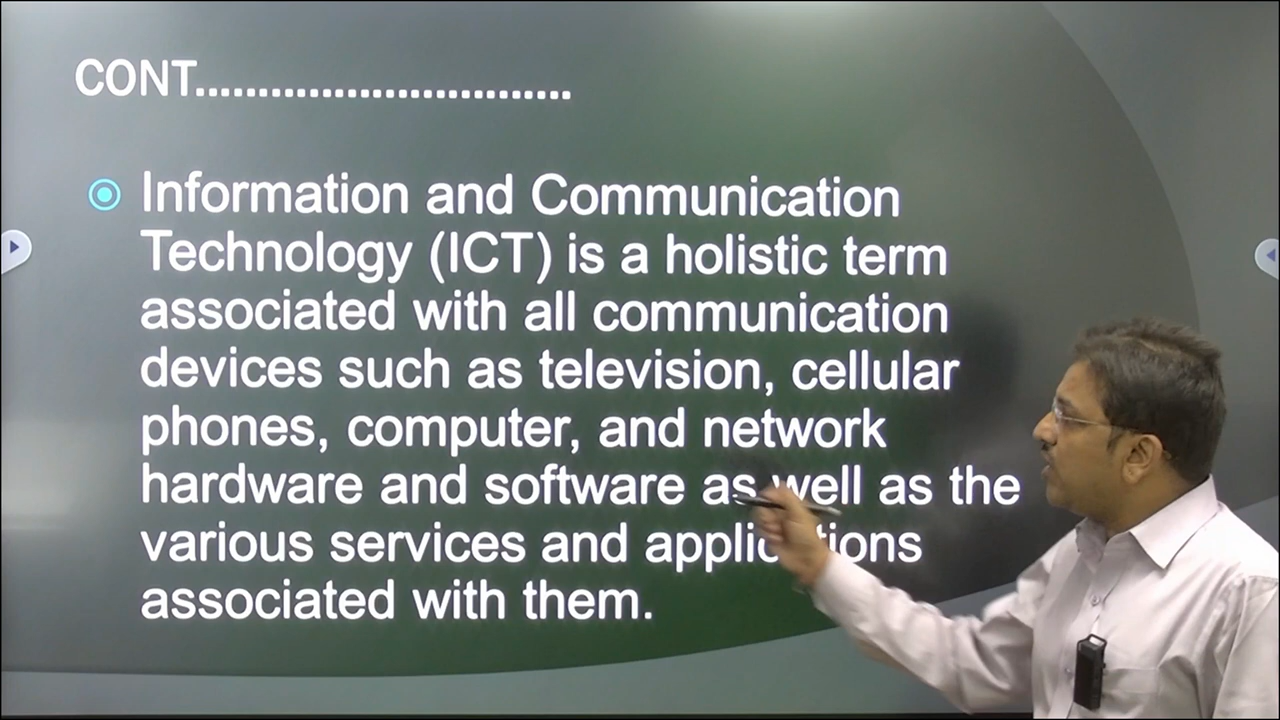 CONT..............................
Information and Communication
Technology (ICT) is a holistic term
associated with all communication
devices such as television, cellular
phones, computer, and network
hardware and software as well as the
various services and applications
associated with them.